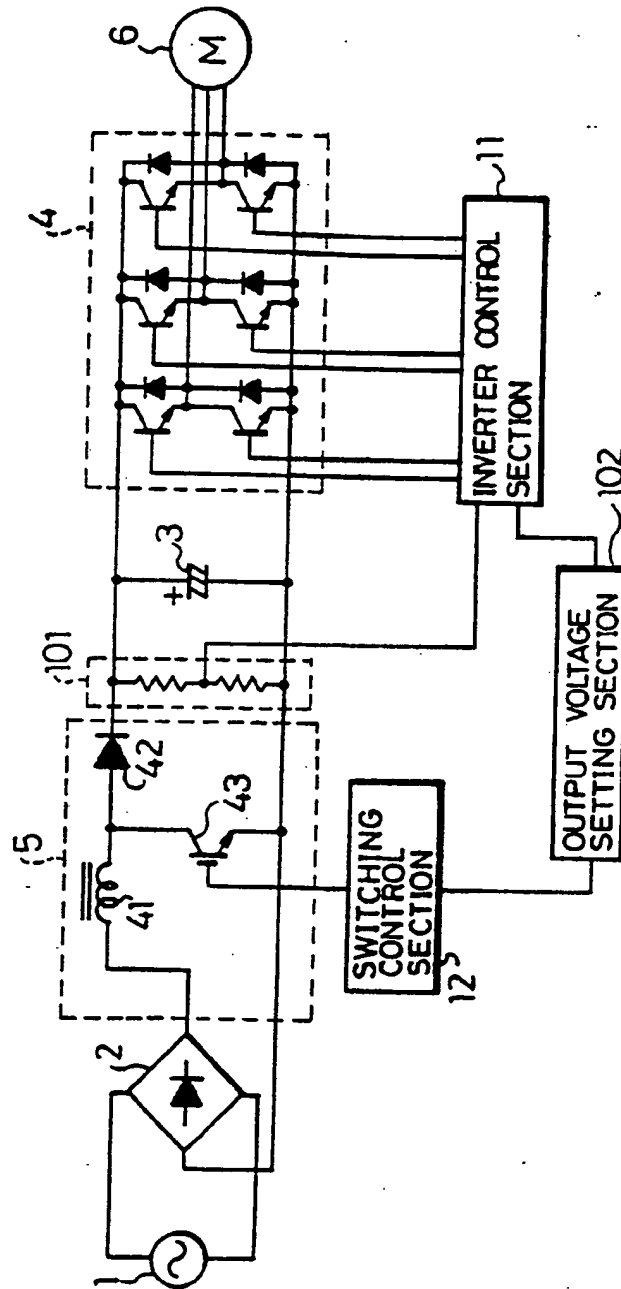 1
2
5
41
42
43
101
+
3
4
6
M
SWITCHING
CONTROL
SECTION
12
OUTPUT VOLTAGE
SETTING SECTION
102
INVERTER CONTROL
SECTION
11